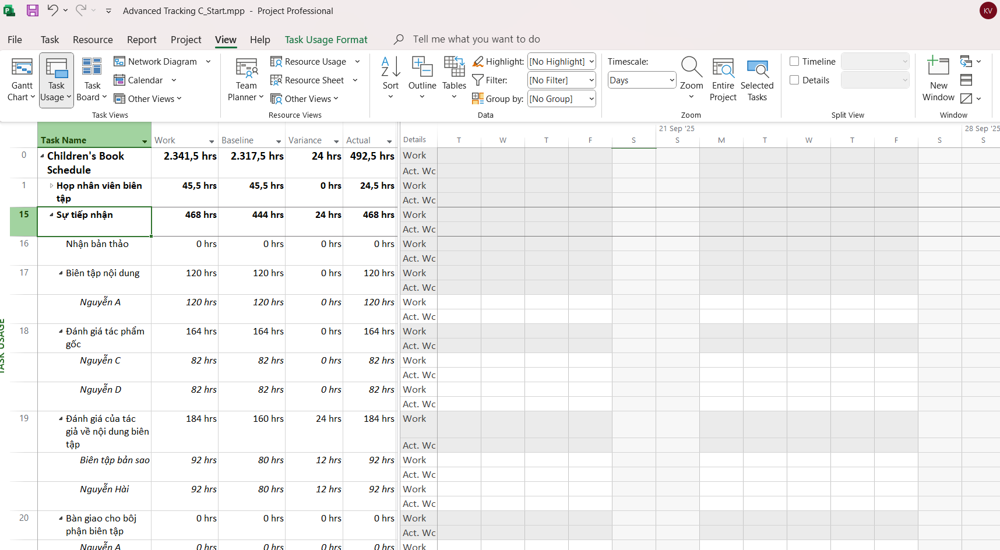 Advanced Tracking C_Start.mpp - Project Professional
KV
File Task Resource Report Project View Help Task Usage Format Tell me what you want to do
Gantt Chart
Task Usage
Task Board
Network Diagram
Calendar
Other Views
Task Views
Team Planner
Resource Usage
Resource Sheet
Other Views
Resource Views
Sort
Outline
Tables
Highlight: [No Highlight]
Filter: [No Filter]
Group by: [No Group]
Data
Timescale:
Days
Zoom
Entire Project
Selected Tasks
Zoom
Timeline
Details
Split View
New Window
Window
21 Sep '25 28 Sep '25
Task Name Work Baseline Variance Actual Details T W T F S S M T W T F S S
0 Children's Book 2.341,5 hrs 2.317,5 hrs 24 hrs 492,5 hrs Work
Schedule Act. Wc
1 Họp nhân viên biên 45,5 hrs 45,5 hrs 0 hrs 24,5 hrs Work
tập Act. Wc
15 Sự tiếp nhận 468 hrs 444 hrs 24 hrs 468 hrs Work
Act. Wc
16 Nhận bản thảo 0 hrs 0 hrs 0 hrs 0 hrs Work
Act. Wc
17 Biên tập nội dung 120 hrs 120 hrs 0 hrs 120 hrs Work
Act. Wc
Nguyễn A 120 hrs 120 hrs 0 hrs 120 hrs Work
Act. Wc
18 Đánh giá tác phẩm 164 hrs 164 hrs 0 hrs 164 hrs Work
gốc Act. Wc
Nguyễn C 82 hrs 82 hrs 0 hrs 82 hrs Work
Act. Wc
Nguyễn D 82 hrs 82 hrs 0 hrs 82 hrs Work
Act. Wc
19 Đánh giá của tác 184 hrs 160 hrs 24 hrs 184 hrs Work
giả về nội dung biên
tập Act. Wc
Biên tập bản sao 92 hrs 80 hrs 12 hrs 92 hrs Work
Act. Wc
Nguyễn Hài 92 hrs 80 hrs 12 hrs 92 hrs Work
Act. Wc
20 Bàn giao cho bôj 0 hrs 0 hrs 0 hrs 0 hrs Work
phận biên tập Act. Wc
Nguyễn A 0 hrs 0 hrs 0 hrs 0 hrs Work
TASK USAGE